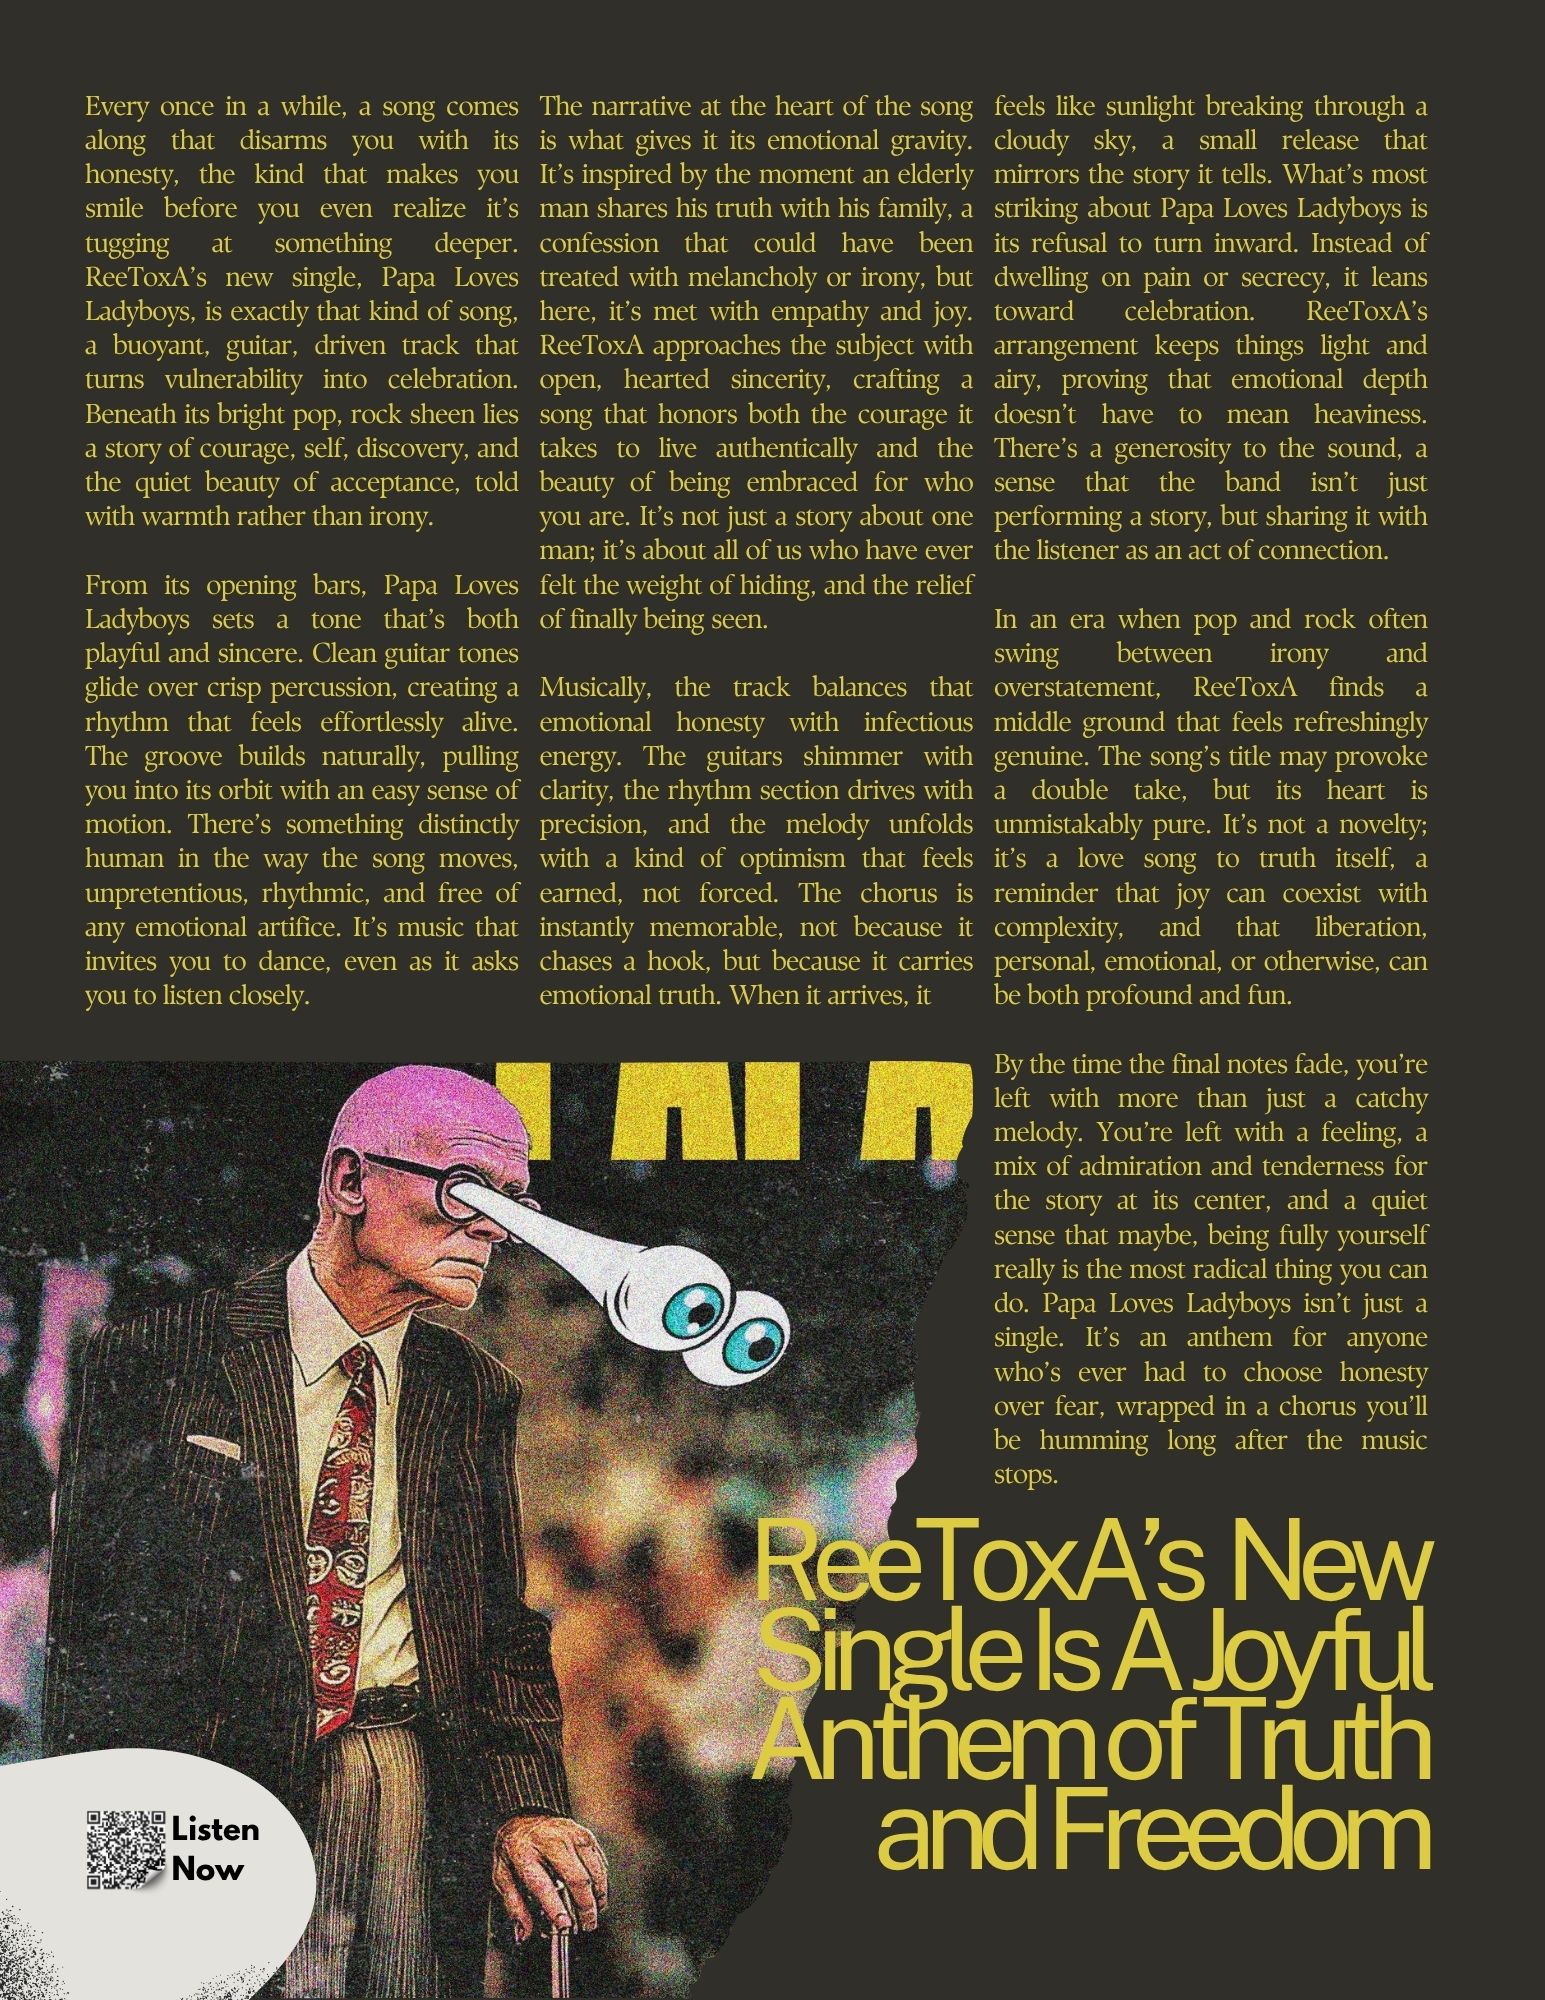 Every once in a while, a song comes
along that disarms you with its
honesty, the kind that makes you
smile before you even realize it’s
tugging at something deeper.
ReeToxA’s new single, Papa Loves
Ladyboys, is exactly that kind of song,
a buoyant, guitar, driven track that
turns vulnerability into celebration.
Beneath its bright pop, rock sheen lies
a story of courage, self, discovery, and
the quiet beauty of acceptance, told
with warmth rather than irony.
From its opening bars, Papa Loves
Ladyboys sets a tone that’s both
playful and sincere. Clean guitar tones
glide over crisp percussion, creating a
rhythm that feels effortlessly alive.
The groove builds naturally, pulling
you into its orbit with an easy sense of
motion. There’s something distinctly
human in the way the song moves,
unpretentious, rhythmic, and free of
any emotional artifice. It’s music that
invites you to dance, even as it asks
you to listen closely.
The narrative at the heart of the song
is what gives it its emotional gravity.
It’s inspired by the moment an elderly
man shares his truth with his family, a
confession that could have been
treated with melancholy or irony, but
here, it’s met with empathy and joy.
ReeToxA approaches the subject with
open, hearted sincerity, crafting a
song that honors both the courage it
takes to live authentically and the
beauty of being embraced for who
you are. It’s not just a story about one
man; it’s about all of us who have ever
felt the weight of hiding, and the relief
of finally being seen.
Musically, the track balances that
emotional honesty with infectious
energy. The guitars shimmer with
clarity, the rhythm section drives with
precision, and the melody unfolds
with a kind of optimism that feels
earned, not forced. The chorus is
instantly memorable, not because it
chases a hook, but because it carries
emotional truth. When it arrives, it
feels like sunlight breaking through a
cloudy sky, a small release that
mirrors the story it tells. What’s most
striking about Papa Loves Ladyboys is
its refusal to turn inward. Instead of
dwelling on pain or secrecy, it leans
toward celebration. ReeToxA’s
arrangement keeps things light and
airy, proving that emotional depth
doesn’t have to mean heaviness.
There’s a generosity to the sound, a
sense that the band isn’t just
performing a story, but sharing it with
the listener as an act of connection.
In an era when pop and rock often
swing between irony and
overstatement, ReeToxA finds a
middle ground that feels refreshingly
genuine. The song’s title may provoke
a double take, but its heart is
unmistakably pure. It’s not a novelty;
it’s a love song to truth itself, a
reminder that joy can coexist with
complexity, and that liberation,
personal, emotional, or otherwise, can
be both profound and fun.
By the time the final notes fade, you’re
left with more than just a catchy
melody. You’re left with a feeling, a
mix of admiration and tenderness for
the story at its center, and a quiet
sense that maybe, being fully yourself
really is the most radical thing you can
do. Papa Loves Ladyboys isn’t just a
single. It’s an anthem for anyone
who’s ever had to choose honesty
over fear, wrapped in a chorus you’ll
be humming long after the music
stops.
ReeToxA’s New
Single Is A Joyful
Anthem of Truth
and Freedom
Listen
Now